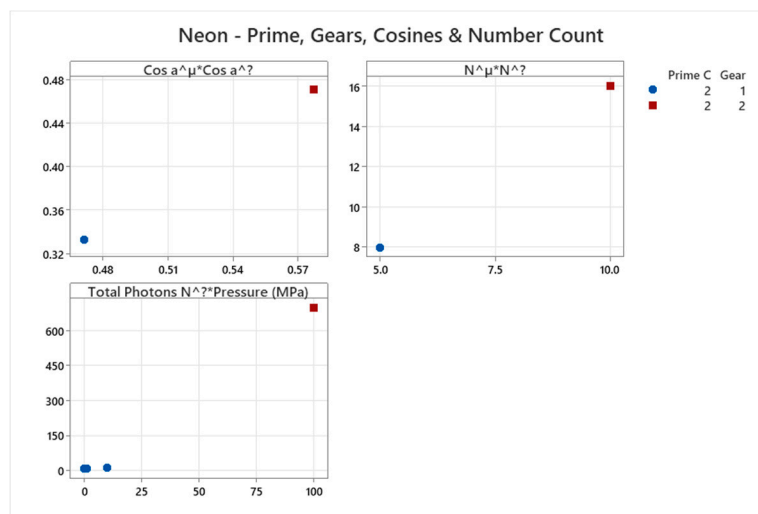 Neon - Prime, Gears, Cosines & Number Count
Cos a^µ*Cos a^?
0.48
0.44
0.40
0.36
0.32
0.48 0.51 0.54 0.57
N^µ*N^?
16
14
12
10
8
5.0 7.5 10.0
Prime C Gear
2 1
2 2
Total Photons N^?*Pressure (MPa)
600
450
300
150
0
0 25 50 75 100